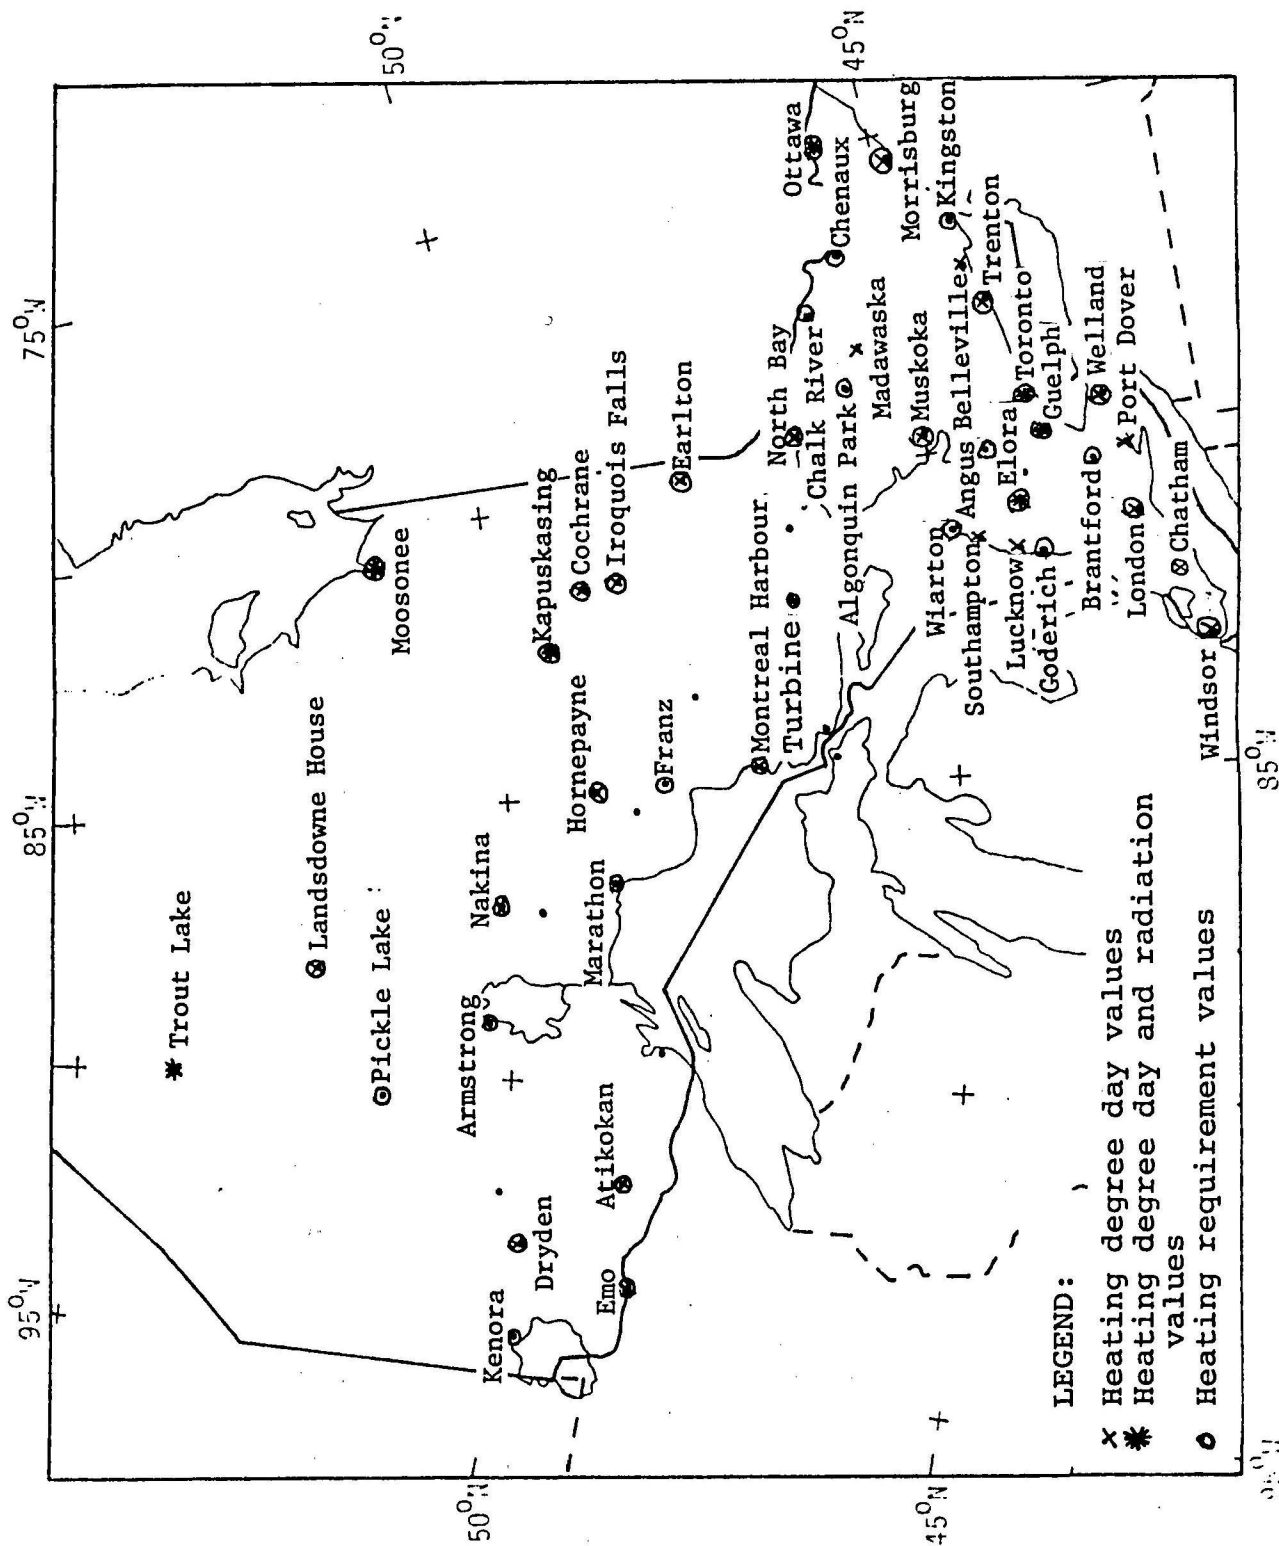 95°W
85°W
75°W
50°N
50°N
45°N
45°N
85°W
Trout Lake
Landsdowne House
Pickle Lake
Moosonee
Armstrong
Nakina
Kapuskasing
Cochrane
Iroquois Falls
Hornepayne
Kenora
Dryden
Emo
Atikokan
Marathon
Franz
Earlton
Montreal Harbour
Turbine
North Bay
Chalk River
Algonquin Park
Madawaska
Ottawa
Chenaux
Morrisburg
Kingston
Muskoka
Belleville
Trenton
Wiarton
Angus
Southampton
Elora
Toronto
Guelph
Lucknow
Goderich
Brantford
Welland
London
Port Dover
Chatham
Windsor
LEGEND:
x Heating degree day values
Heating degree day and radiation
values
o Heating requirement values